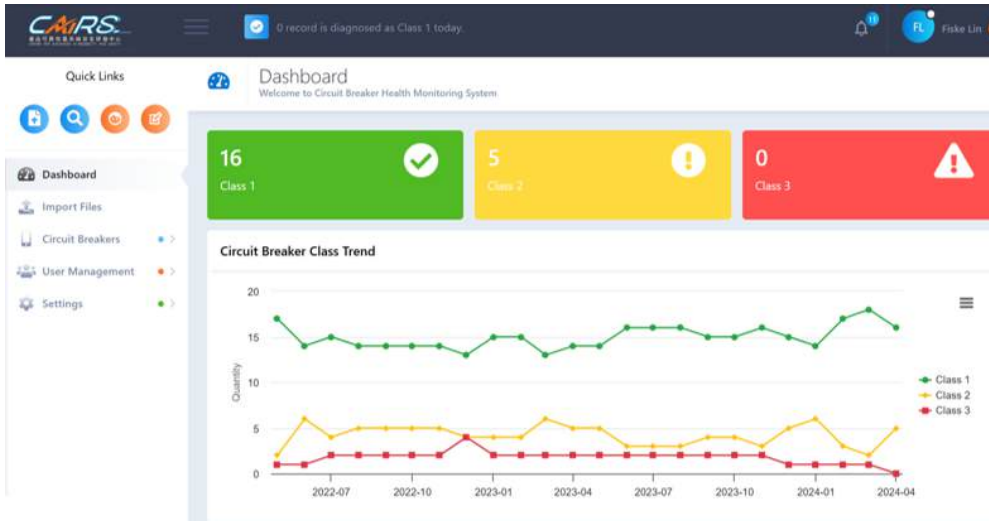 CAiRS
0 record is diagnosed as Class 1 today.
11
FL
Fiske Lin
Quick Links
Dashboard
Welcome to Circuit Breaker Health Monitoring System
Dashboard
Import Files
Circuit Breakers
User Management
Settings
16
Class 1
5
Class 2
0
Class 3
Circuit Breaker Class Trend
20
15
10
5
0
Quantity
2022-07
2022-10
2023-01
2023-04
2023-07
2023-10
2024-01
2024-04
Class 1
Class 2
Class 3